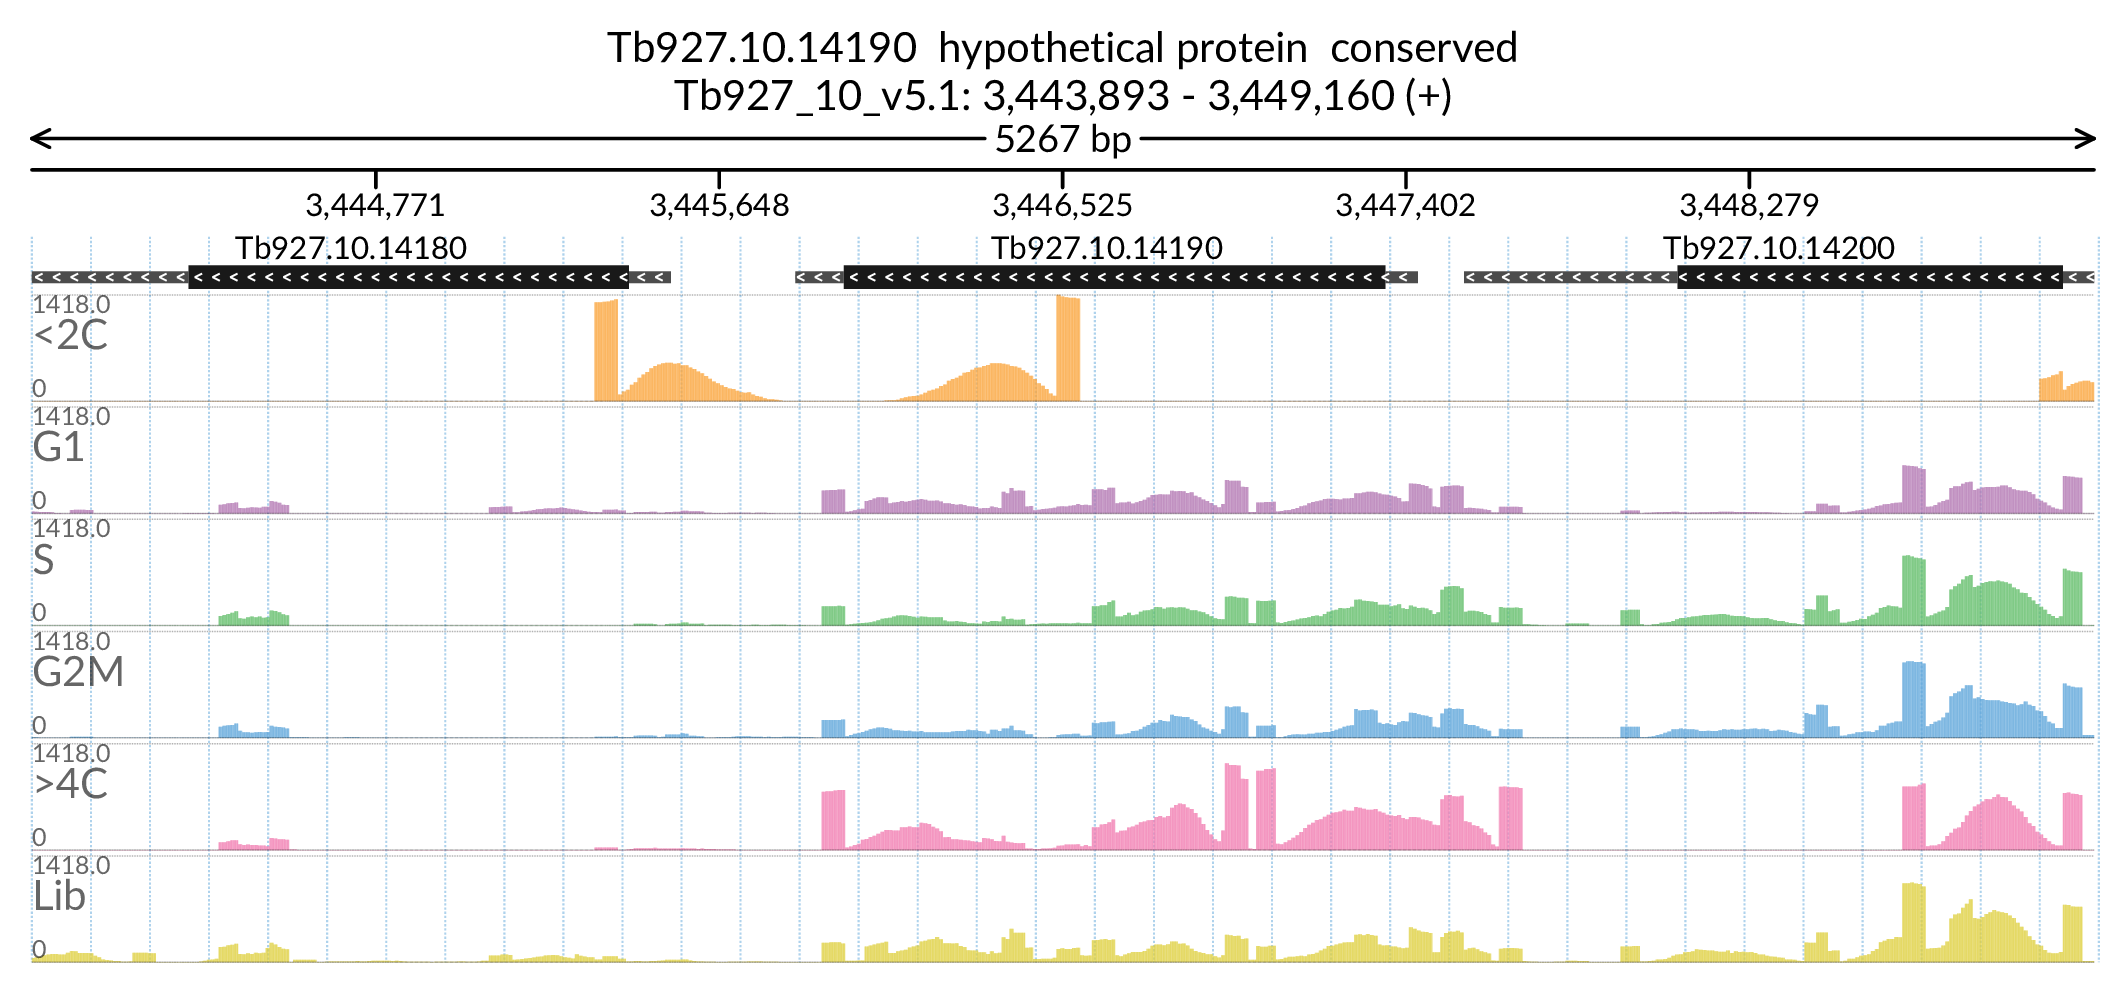 Tb927.10.14190 hypothetical protein conserved
Tb927_10_v5.1: 3,443,893 - 3,449,160 (+)
5267 bp
3,444,771 3,445,648 3,446,525 3,447,402 3,448,279
Tb927.10.14180 Tb927.10.14190 Tb927.10.14200
1418.0
<2C
0
1418.0
G1
0
1418.0
S
0
1418.0
G2M
0
1418.0
>4C
0
1418.0
Lib
0